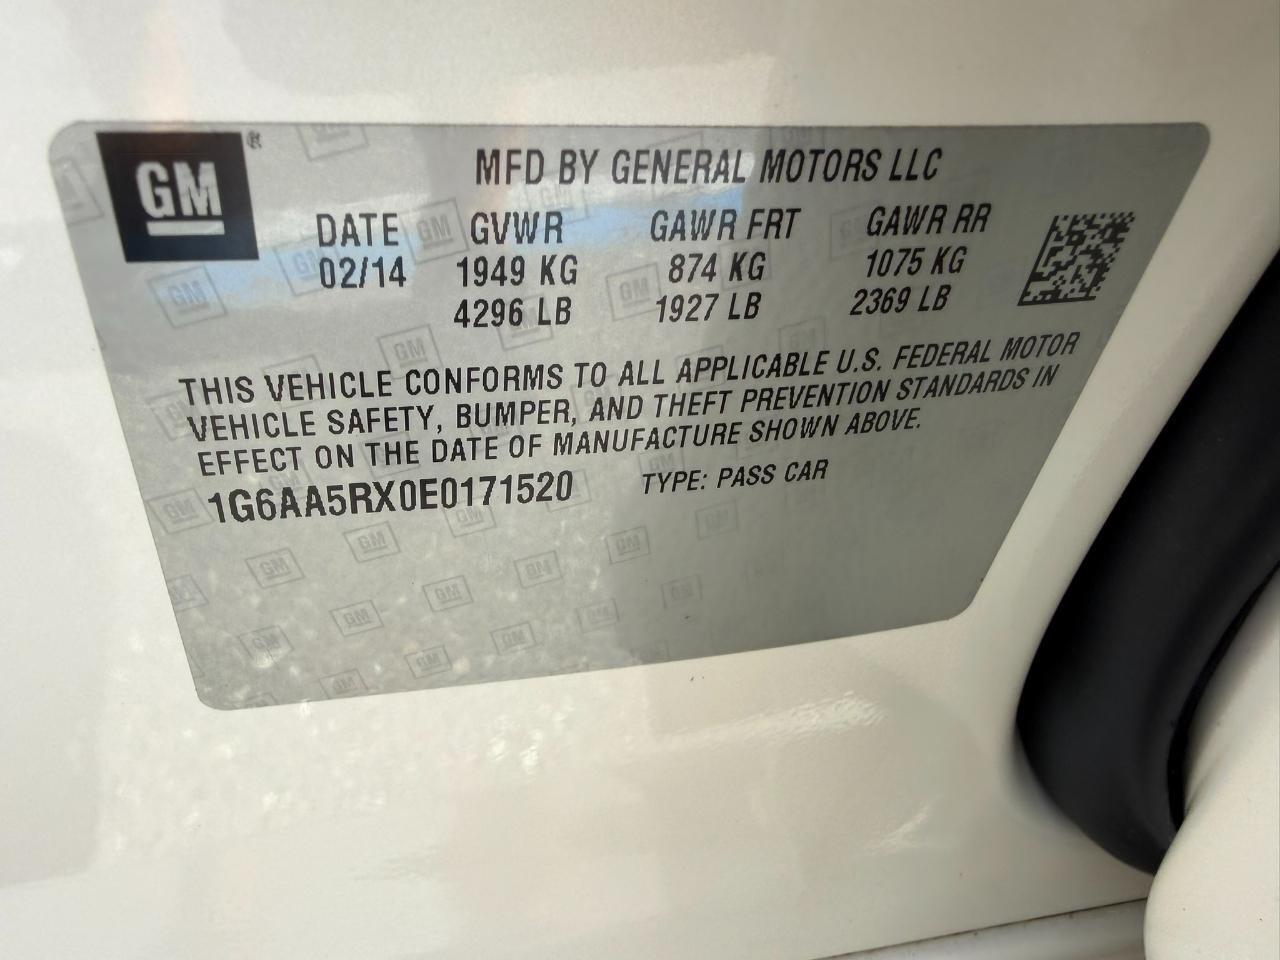 GM®
MFD BY GENERAL MOTORS LLC
DATE GVWR GAWR FRT GAWR RR
02/14 1949 KG 874 KG 1075 KG
4296 LB 1927 LB 2369 LB
THIS VEHICLE CONFORMS TO ALL APPLICABLE U.S. FEDERAL MOTOR
VEHICLE SAFETY, BUMPER, AND THEFT PREVENTION STANDARDS IN
EFFECT ON THE DATE OF MANUFACTURE SHOWN ABOVE.
1G6AA5RX0E0171520 TYPE: PASS CAR